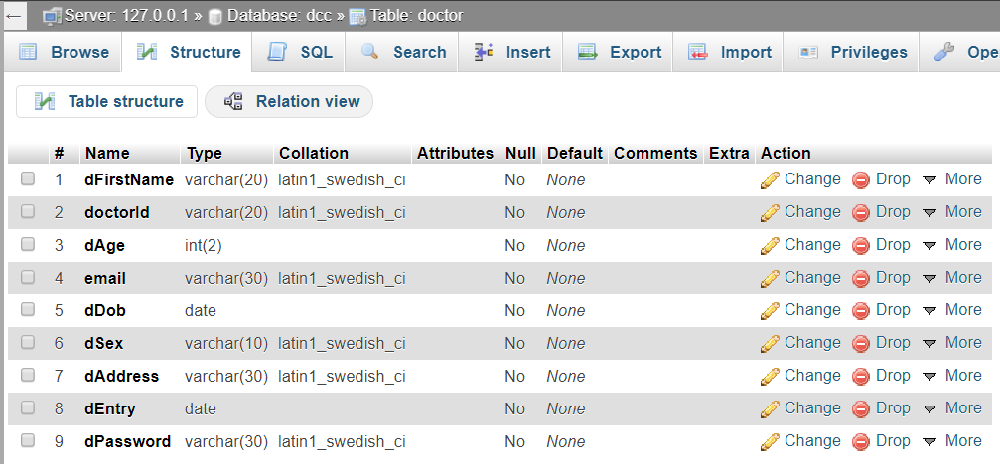 ← Server: 127.0.0.1 » Database: dcc » Table: doctor
Browse Structure SQL Search Insert Export Import Privileges Ope
Table structure Relation view
# Name Type Collation Attributes Null Default Comments Extra Action
1 dFirstName varchar(20) latin1_swedish_ci No None Change Drop More
2 doctorId varchar(20) latin1_swedish_ci No None Change Drop More
3 dAge int(2) No None Change Drop More
4 email varchar(30) latin1_swedish_ci No None Change Drop More
5 dDob date No None Change Drop More
6 dSex varchar(10) latin1_swedish_ci No None Change Drop More
7 dAddress varchar(30) latin1_swedish_ci No None Change Drop More
8 dEntry date No None Change Drop More
9 dPassword varchar(30) latin1_swedish_ci No None Change Drop More